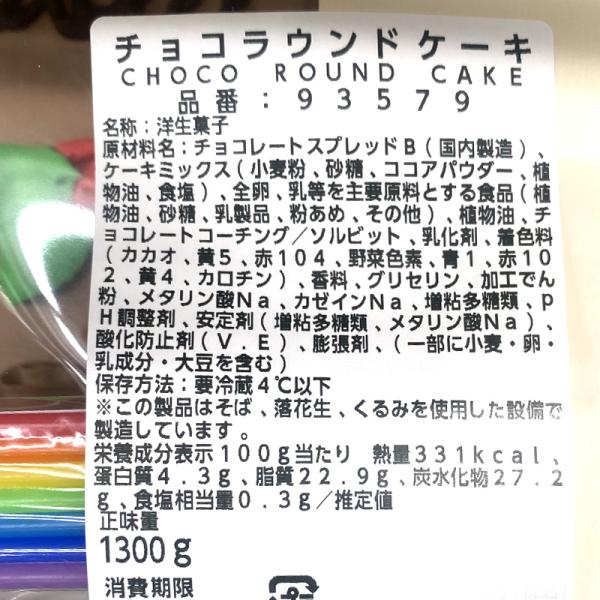 チョコラウンドケーキ
CHOCO ROUND CAKE
品番：93579
名称：洋生菓子
原材料名：チョコレートスプレッドB（国内製造）、
ケーキミックス（小麦粉、砂糖、ココアパウダー、植
物油、食塩）、全卵、乳等を主要原料とする食品（植
物油、砂糖、乳製品、粉あめ、その他）、植物油、チ
ョコレートコーチング／ソルビット、乳化剤、着色料
（カカオ、黄5、赤104、野菜色素、青1、赤10
2、黄4、カロチン）、香料、グリセリン、加工でん
粉、メタリン酸Na、カゼインNa、増粘多糖類、p
H調整剤、安定剤（増粘多糖類、メタリン酸Na）、
酸化防止剤（V.E）、膨張剤、（一部に小麦・卵・
乳成分・大豆を含む）
保存方法：要冷蔵4℃以下
※この製品はそば、落花生、くるみを使用した設備で
製造しています。
栄養成分表示100g当たり 熱量331kcal、
蛋白質4.3g、脂質22.9g、炭水化物27.2
g、食塩相当量0.3g／推定値
正味量
1300g
消費期限